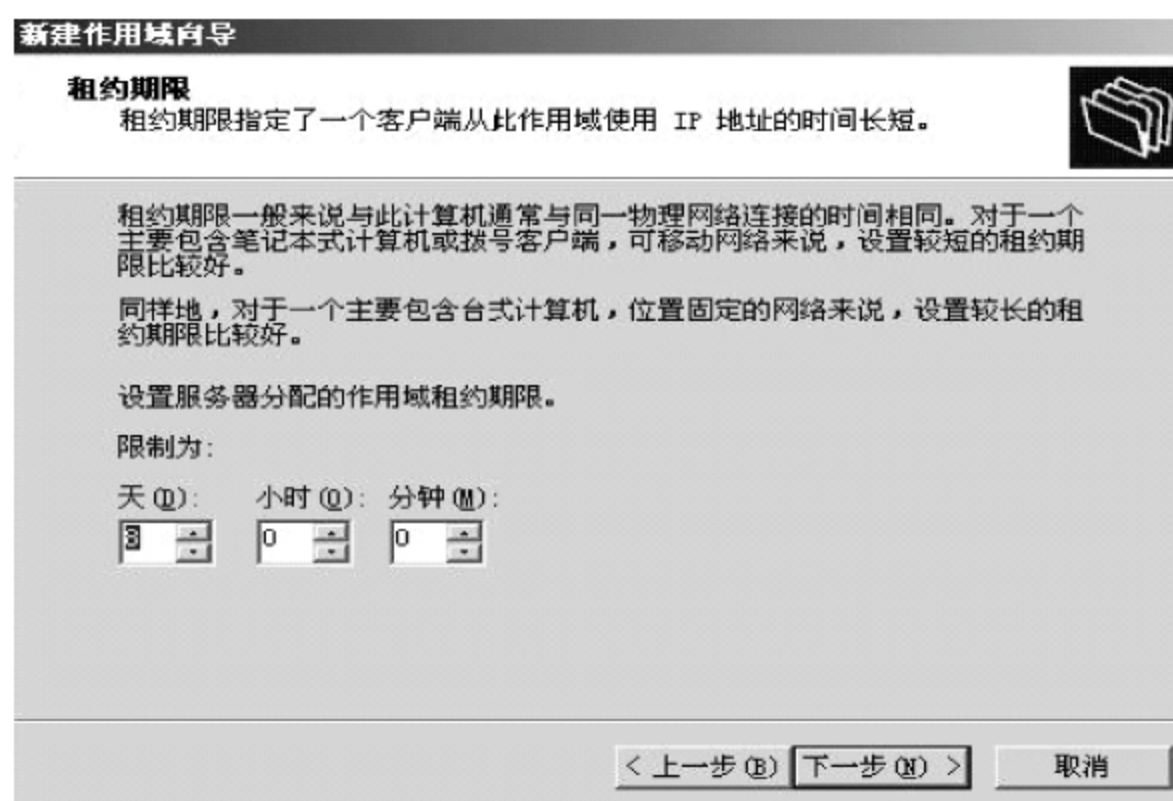 新建作用域向导
租约期限
租约期限指定了一个客户端从此作用域使用 IP 地址的时间长短。
租约期限一般来说与此计算机通常与同一物理网络连接的时间相同。对于一个
主要包含笔记本式计算机或拨号客户端，可移动网络来说，设置较短的租约期
限比较好。
同样地，对于一个主要包含台式计算机，位置固定的网络来说，设置较长的租
约期限比较好。
设置服务器分配的作用域租约期限。
限制为:
天(D): 小时(O): 分钟(M):
8 0 0
< 上一步(B) 下一步(N) > 取消